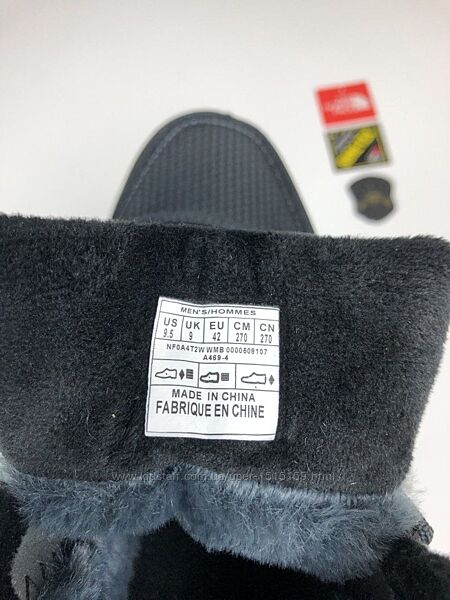 MEN'S/HOMMES
US UK EU CM CN
9.5 9 42 270 270
NF0A4T2W WMB 0000508107
A469-4
MADE IN CHINA
FABRIQUE EN CHINE